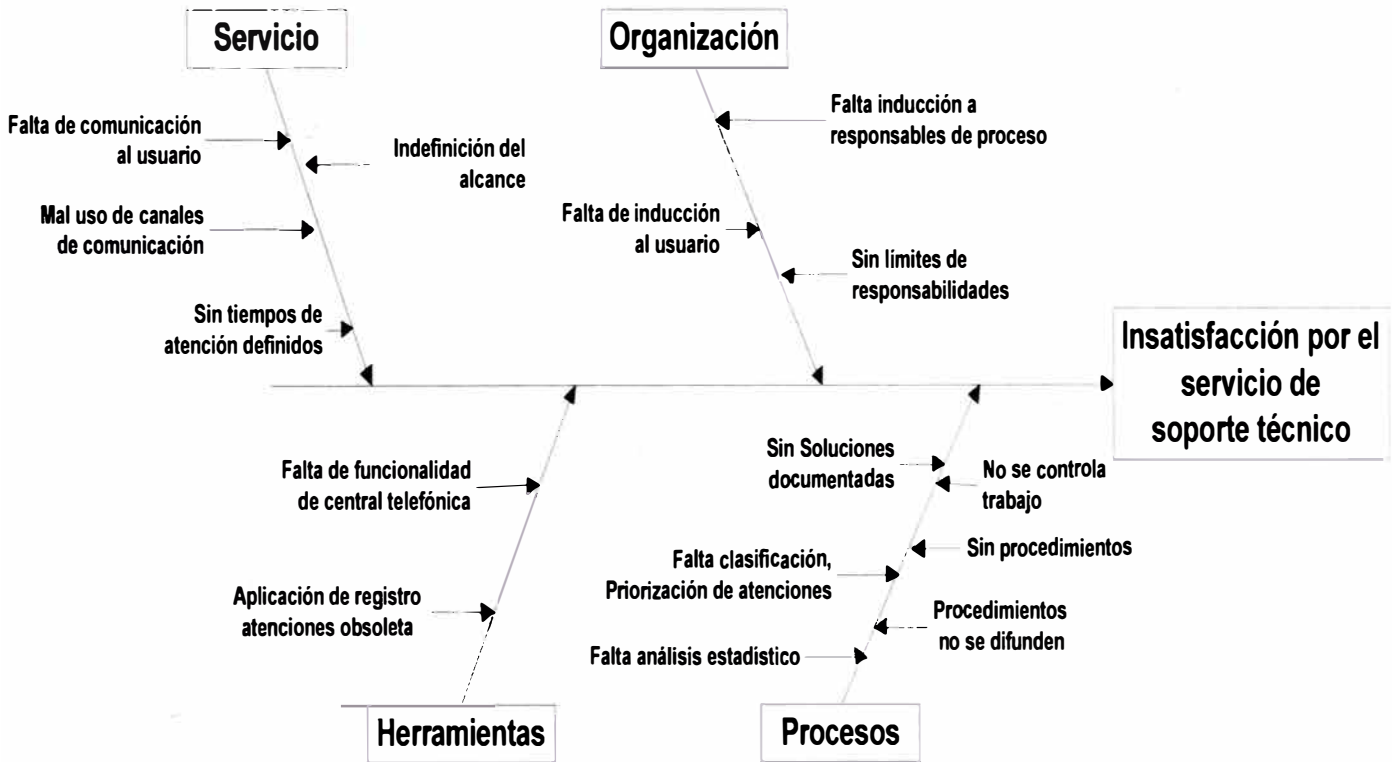 Servicio
Organización
Falta de comunicación
al usuario
Indefinición del
alcance
Mal uso de canales
de comunicación
Sin tiempos de
atención definidos
Falta inducción a
responsables de proceso
Falta de inducción
al usuario
Sin límites de
responsabilidades
Insatisfacción por el
servicio de
soporte técnico
Falta de funcionalidad
de central telefónica
Aplicación de registro
atenciones obsoleta
Sin Soluciones
documentadas
No se controla
trabajo
Sin procedimientos
Falta clasificación,
Priorización de atenciones
Procedimientos
no se difunden
Falta análisis estadístico
Herramientas
Procesos